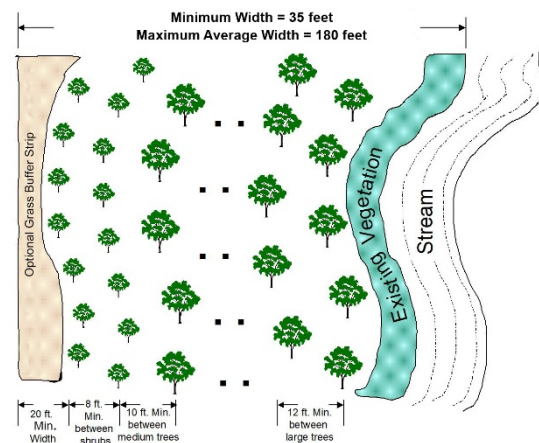 Minimum Width = 35 feet
Maximum Average Width = 180 feet
Optional Grass Buffer Strip
Existing Vegetation
Stream
20 ft.
Min.
Width
8 ft.
Min.
between
shrubs
10 ft. Min.
between
medium trees
12 ft. Min.
between
large trees